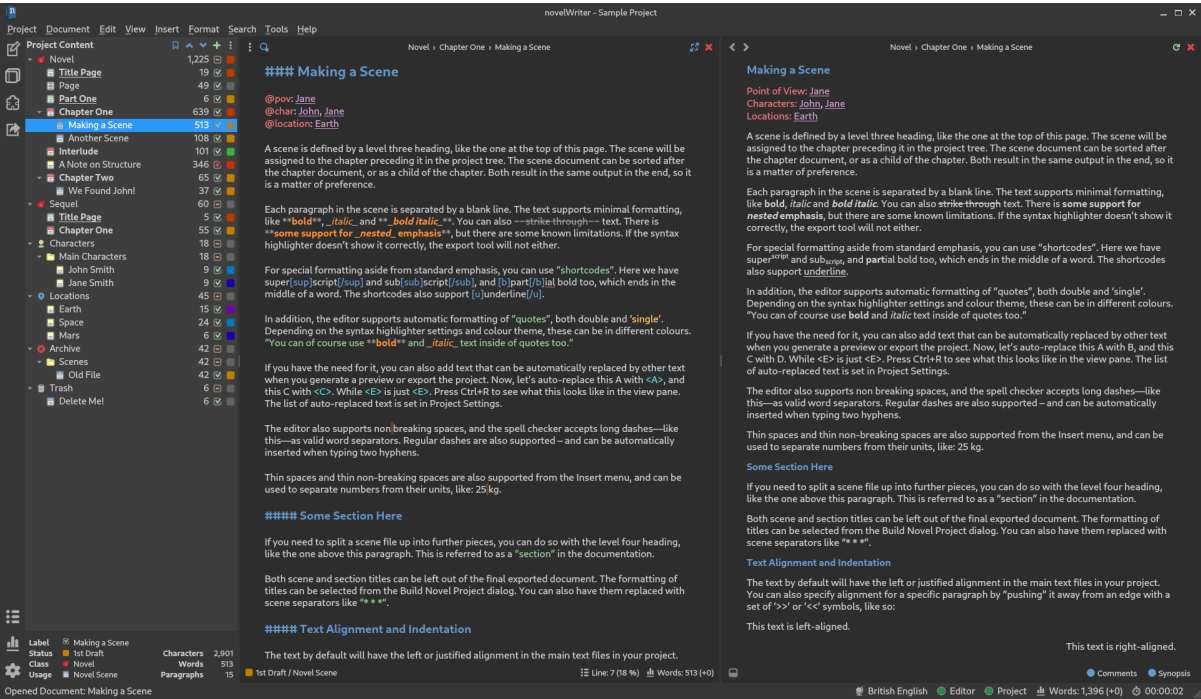 novelWriter - Sample Project
Project Document Edit View Insert Format Search Tools Help
Project Content
Novel 1,225
Title Page 19
Page 49
Part One 6
Chapter One 639
Making a Scene 513
Another Scene 108
Interlude 101
A Note on Structure 346
Chapter Two 65
We Found John! 37
Sequel 60
Title Page 5
Chapter One 55
Characters 18
Main Characters 18
John Smith 9
Jane Smith 9
Locations 45
Earth 15
Space 24
Mars 6
Archive 42
Scenes 42
Old File 42
Trash 6
Delete Me! 6
Label Making a Scene
Status 1st Draft Characters 2,901
Class Novel Words 513
Usage Novel Scene Paragraphs 15
Novel › Chapter One › Making a Scene
### Making a Scene
@pov: Jane
@char: John, Jane
@location: Earth
A scene is defined by a level three heading, like the one at the top of this page. The scene will be
assigned to the chapter preceding it in the project tree. The scene document can be sorted after
the chapter document, or as a child of the chapter. Both result in the same output in the end, so it
is a matter of preference.
Each paragraph in the scene is separated by a blank line. The text supports minimal formatting,
like **bold**, _italic_ and **_bold italic_**. You can also ~~strike through~~ text. There is
**some support for _nested_ emphasis**, but there are some known limitations. If the syntax
highlighter doesn’t show it correctly, the export tool will not either.
For special formatting aside from standard emphasis, you can use “shortcodes”. Here we have
super[sup]script[/sup] and sub[sub]script[/sub], and [b]part[/b]ial bold too, which ends in the
middle of a word. The shortcodes also support [u]underline[/u].
In addition, the editor supports automatic formatting of “quotes”, both double and ‘single’.
Depending on the syntax highlighter settings and colour theme, these can be in different colours.
“You can of course use **bold** and _italic_ text inside of quotes too.”
If you have the need for it, you can also add text that can be automatically replaced by other text
when you generate a preview or export the project. Now, let’s auto-replace this A with <A>, and
this C with <C>. While <E> is just <E>. Press Ctrl+R to see what this looks like in the view pane.
The list of auto-replaced text is set in Project Settings.
The editor also supports non breaking spaces, and the spell checker accepts long dashes—like
this—as valid word separators. Regular dashes are also supported – and can be automatically
inserted when typing two hyphens.
Thin spaces and thin non-breaking spaces are also supported from the Insert menu, and can be
used to separate numbers from their units, like: 25 kg.
#### Some Section Here
If you need to split a scene file up into further pieces, you can do so with the level four heading,
like the one above this paragraph. This is referred to as a “section” in the documentation.
Both scene and section titles can be left out of the final exported document. The formatting of
titles can be selected from the Build Novel Project dialog. You can also have them replaced with
scene separators like “* * *”.
#### Text Alignment and Indentation
The text by default will have the left or justified alignment in the main text files in your project.
1st Draft / Novel Scene Line: 7 (18 %) Words: 513 (+0)
Novel › Chapter One › Making a Scene
Making a Scene
Point of View: Jane
Characters: John, Jane
Locations: Earth
A scene is defined by a level three heading, like the one at the top of this page. The scene will be
assigned to the chapter preceding it in the project tree. The scene document can be sorted after
the chapter document, or as a child of the chapter. Both result in the same output in the end, so it
is a matter of preference.
Each paragraph in the scene is separated by a blank line. The text supports minimal formatting,
like bold, italic and bold italic. You can also strike through text. There is some support for
nested emphasis, but there are some known limitations. If the syntax highlighter doesn’t show it
correctly, the export tool will not either.
For special formatting aside from standard emphasis, you can use “shortcodes”. Here we have
superscript and subscript, and partial bold too, which ends in the middle of a word. The shortcodes
also support underline.
In addition, the editor supports automatic formatting of “quotes”, both double and ‘single’.
Depending on the syntax highlighter settings and colour theme, these can be in different colours.
“You can of course use bold and italic text inside of quotes too.”
If you have the need for it, you can also add text that can be automatically replaced by other text
when you generate a preview or export the project. Now, let’s auto-replace this A with B, and this
C with D. While <E> is just <E>. Press Ctrl+R to see what this looks like in the view pane. The list
of auto-replaced text is set in Project Settings.
The editor also supports non breaking spaces, and the spell checker accepts long dashes—like
this—as valid word separators. Regular dashes are also supported – and can be automatically
inserted when typing two hyphens.
Thin spaces and thin non-breaking spaces are also supported from the Insert menu, and can be
used to separate numbers from their units, like: 25 kg.
Some Section Here
If you need to split a scene file up into further pieces, you can do so with the level four heading,
like the one above this paragraph. This is referred to as a “section” in the documentation.
Both scene and section titles can be left out of the final exported document. The formatting of
titles can be selected from the Build Novel Project dialog. You can also have them replaced with
scene separators like “* * *”.
Text Alignment and Indentation
The text by default will have the left or justified alignment in the main text files in your project.
You can also specify alignment for a specific paragraph by “pushing” it away from an edge with a
set of ‘>>’ or ‘<<’ symbols, like so:
This text is left-aligned.
This text is right-aligned.
Comments Synopsis
Opened Document: Making a Scene
British English Editor Project Words: 1,396 (+0) 00:00:02